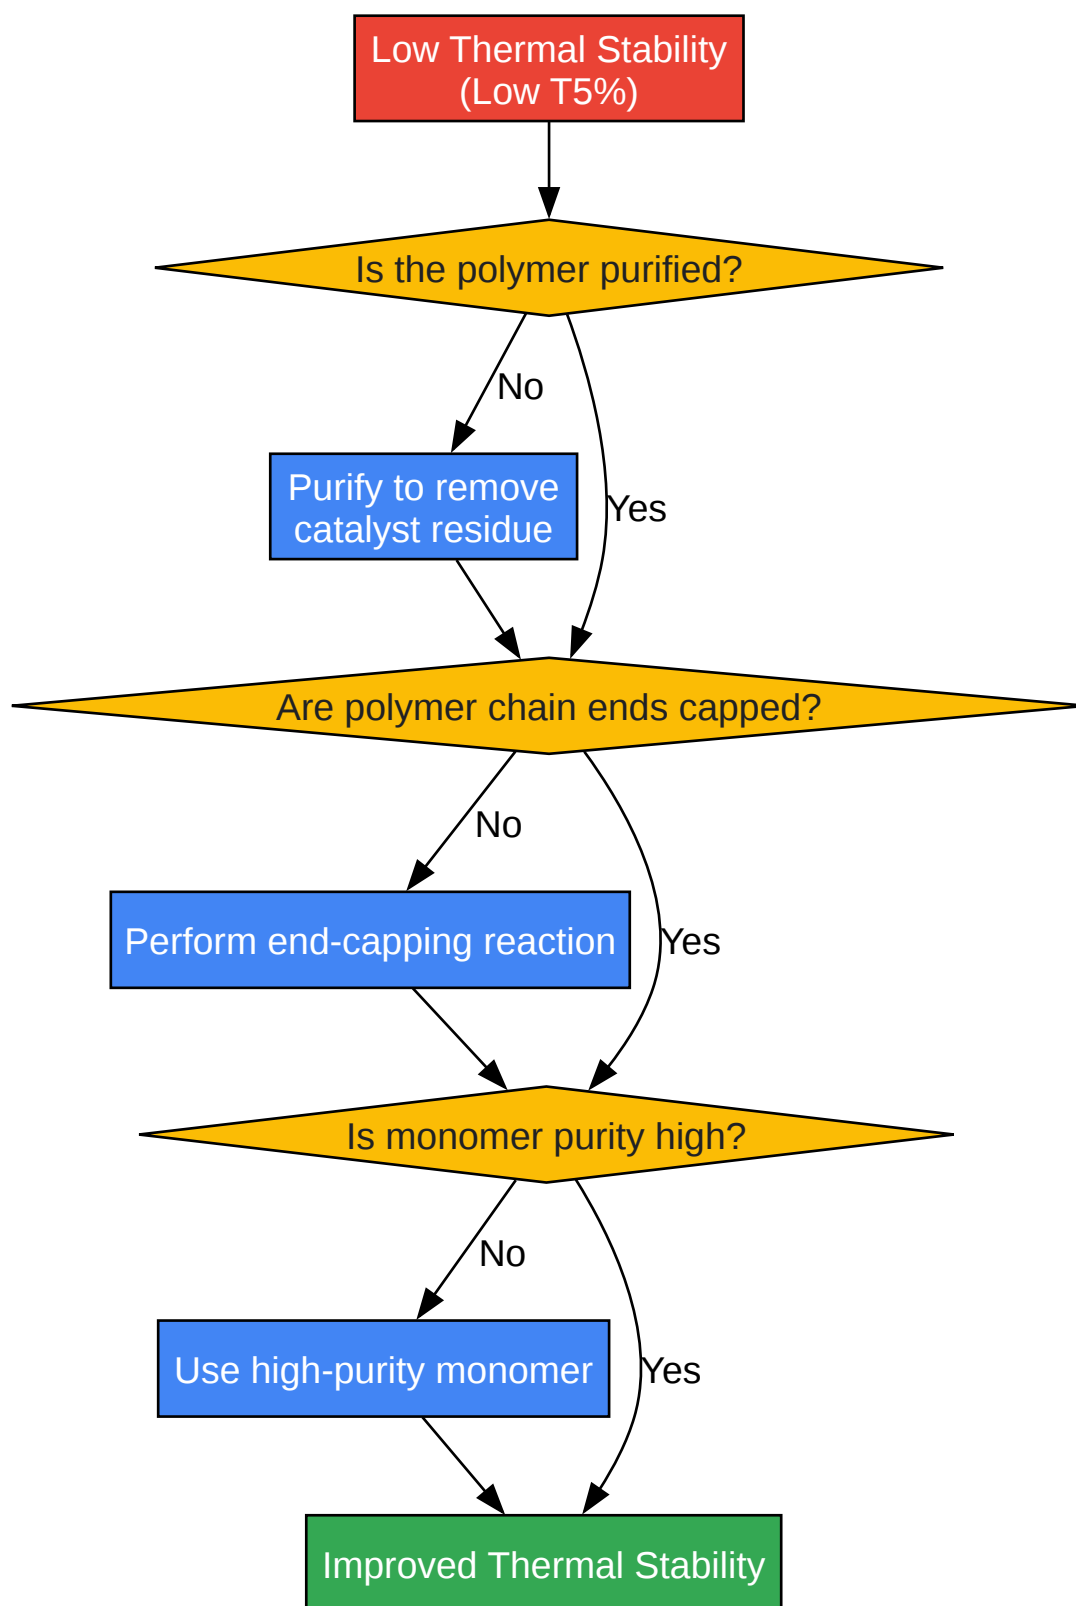 Low Thermal Stability
(Low T5%)
Is the polymer purified?
No
Purify to remove
catalyst residue
Yes
Are polymer chain ends capped?
No
Perform end-capping reaction
Yes
Is monomer purity high?
No
Use high-purity monomer
Yes
Improved Thermal Stability